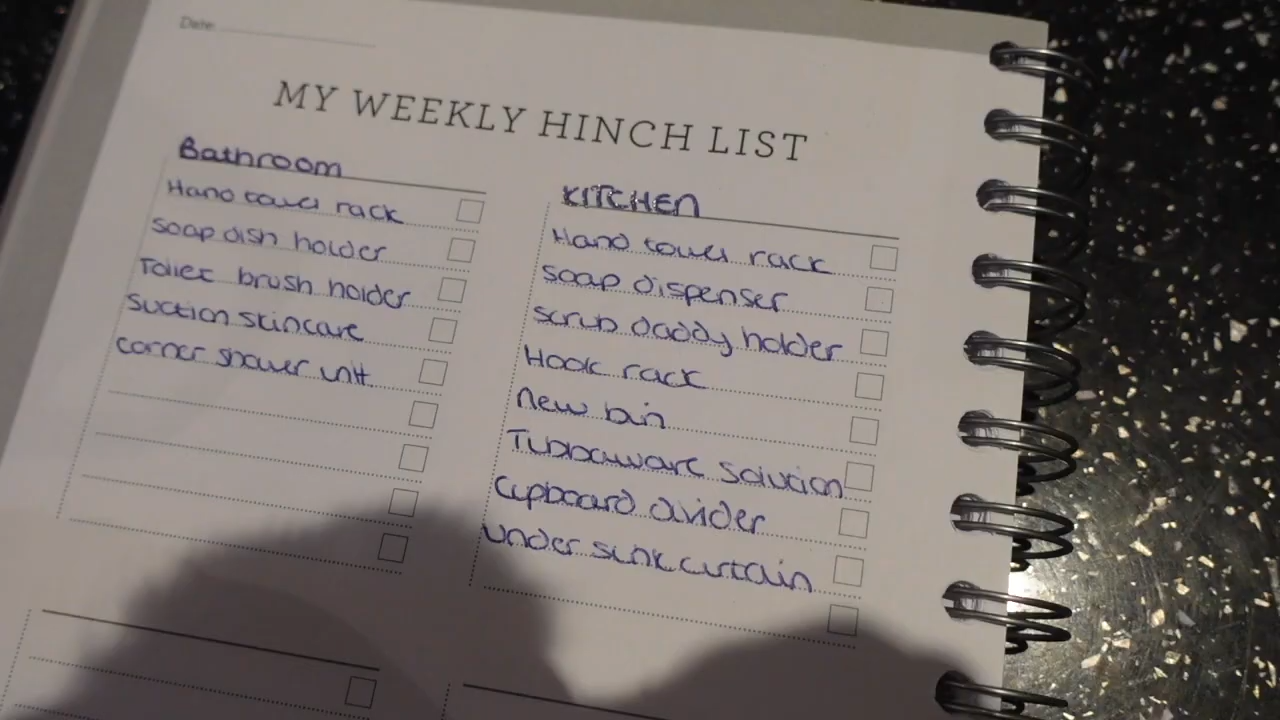 Date
MY WEEKLY HINCH LIST
Bathroom
Hand towel rack
Soap dish holder
Toilet brush holder
Suction skincare
corner shower unit
KITCHEN
Hand towel rack
Soap dispenser
Scrub daddy holder
Hook rack
New bin
Tupbaware Solution
Cupboard divider
Under sink curtain